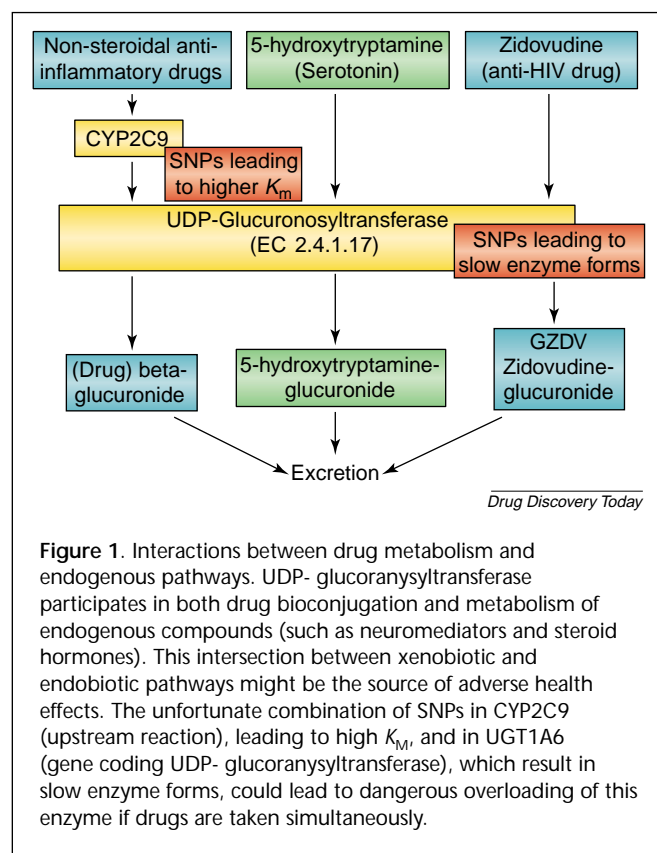 Non-steroidal anti-
inflammatory drugs
5-hydroxytryptamine
(Serotonin)
Zidovudine
(anti-HIV drug)
CYP2C9
SNPs leading
to higher Km
UDP-Glucuronosyltransferase
(EC 2.4.1.17)
SNPs leading to
slow enzyme forms
(Drug) beta-
glucuronide
5-hydroxytryptamine-
glucuronide
GZDV
Zidovudine-
glucuronide
Excretion
Drug Discovery Today
Figure 1. Interactions between drug metabolism and
endogenous pathways. UDP- glucoranysyltransferase
participates in both drug bioconjugation and metabolism of
endogenous compounds (such as neuromediators and steroid
hormones). This intersection between xenobiotic and
endobiotic pathways might be the source of adverse health
effects. The unfortunate combination of SNPs in CYP2C9
(upstream reaction), leading to high KM, and in UGT1A6
(gene coding UDP- glucoranysyltransferase), which result in
slow enzyme forms, could lead to dangerous overloading of this
enzyme if drugs are taken simultaneously.